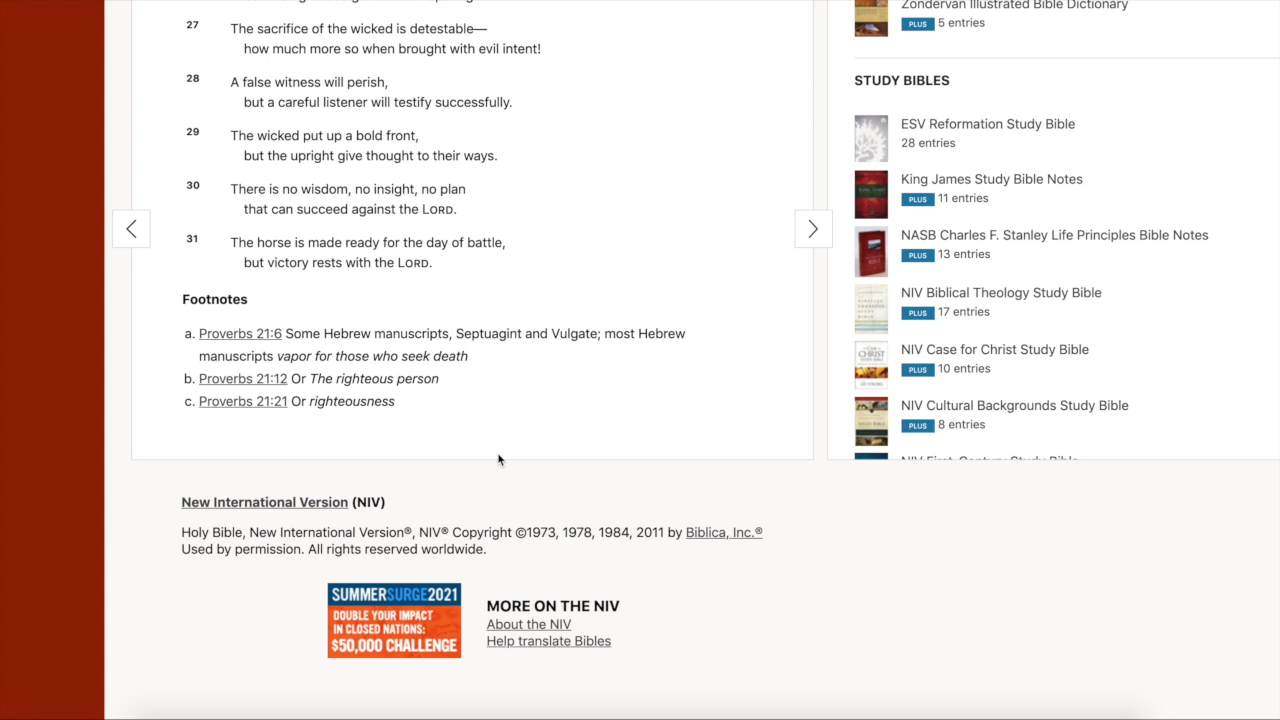 27 The sacrifice of the wicked is detestable—
how much more so when brought with evil intent!
28 A false witness will perish,
but a careful listener will testify successfully.
29 The wicked put up a bold front,
but the upright give thought to their ways.
30 There is no wisdom, no insight, no plan
that can succeed against the LORD.
31 The horse is made ready for the day of battle,
but victory rests with the LORD.
Footnotes
a. Proverbs 21:6 Some Hebrew manuscripts, Septuagint and Vulgate; most Hebrew
manuscripts vapor for those who seek death
b. Proverbs 21:12 Or The righteous person
c. Proverbs 21:21 Or righteousness
New International Version (NIV)
Holy Bible, New International Version®, NIV® Copyright ©1973, 1978, 1984, 2011 by Biblica, Inc.®
Used by permission. All rights reserved worldwide.
SUMMERSURGE2021
DOUBLE YOUR IMPACT
IN CLOSED NATIONS:
$50,000 CHALLENGE
MORE ON THE NIV
About the NIV
Help translate Bibles
Zondervan Illustrated Bible Dictionary
PLUS 5 entries
STUDY BIBLES
ESV Reformation Study Bible
28 entries
King James Study Bible Notes
PLUS 11 entries
NASB Charles F. Stanley Life Principles Bible Notes
PLUS 13 entries
NIV Biblical Theology Study Bible
PLUS 17 entries
NIV Case for Christ Study Bible
PLUS 10 entries
NIV Cultural Backgrounds Study Bible
PLUS 8 entries